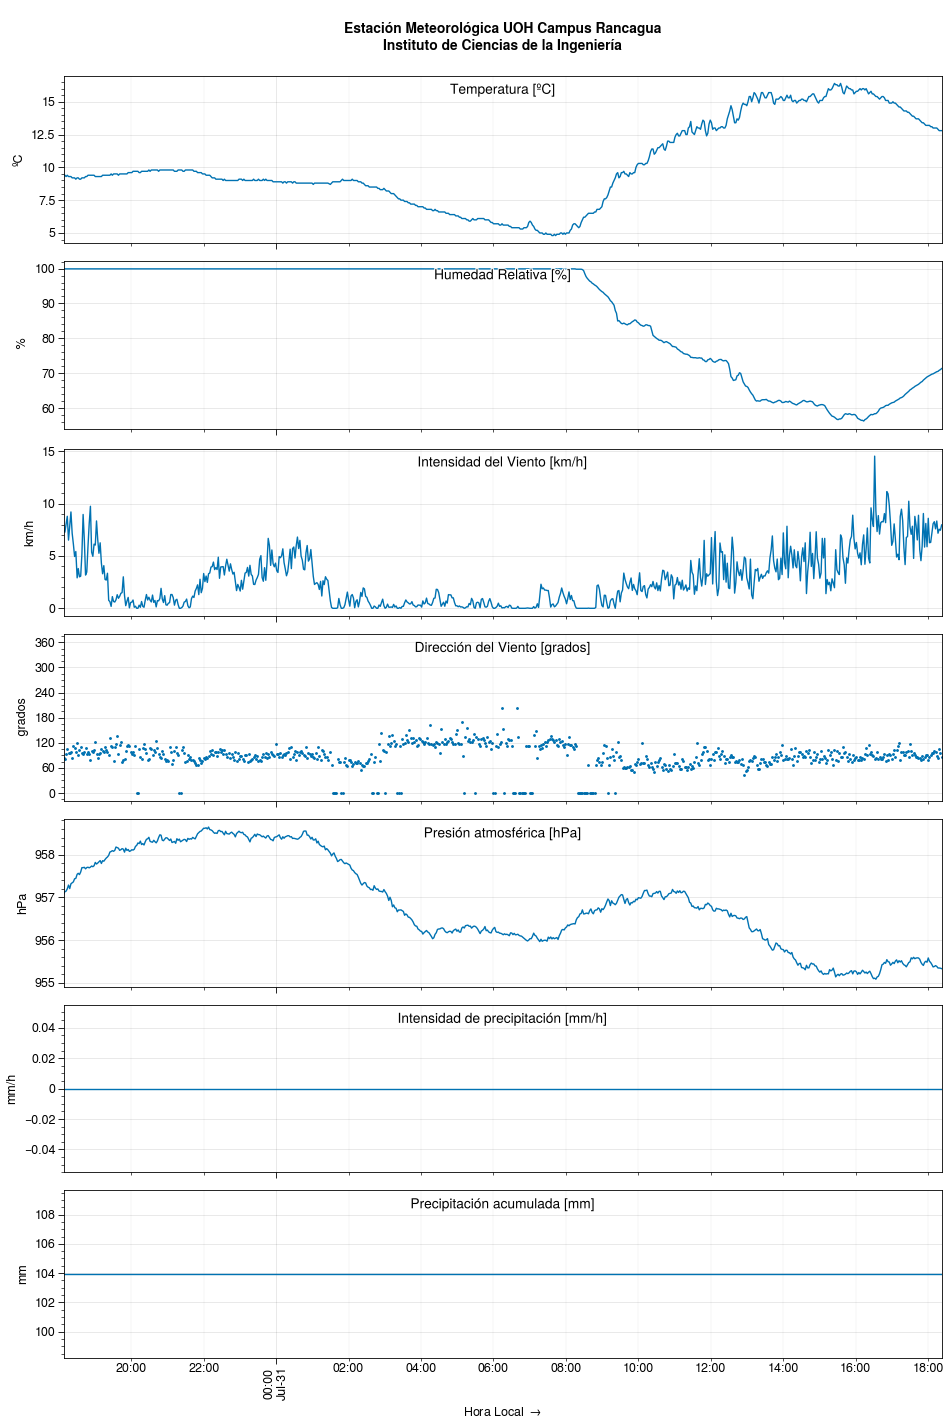 Estación Meteorológica UOH Campus Rancagua
Instituto de Ciencias de la Ingeniería
Temperatura [ºC]
ºC
15
12.5
10
7.5
5
Humedad Relativa [%]
%
100
90
80
70
60
Intensidad del Viento [km/h]
km/h
15
10
5
0
Dirección del Viento [grados]
grados
360
300
240
180
120
60
0
Presión atmosférica [hPa]
hPa
958
957
956
955
Intensidad de precipitación [mm/h]
mm/h
0.04
0.02
0
−0.02
−0.04
Precipitación acumulada [mm]
mm
108
106
104
102
100
20:00 22:00 00:00 02:00 04:00 06:00 08:00 10:00 12:00 14:00 16:00 18:00
Jul-31
Hora Local →